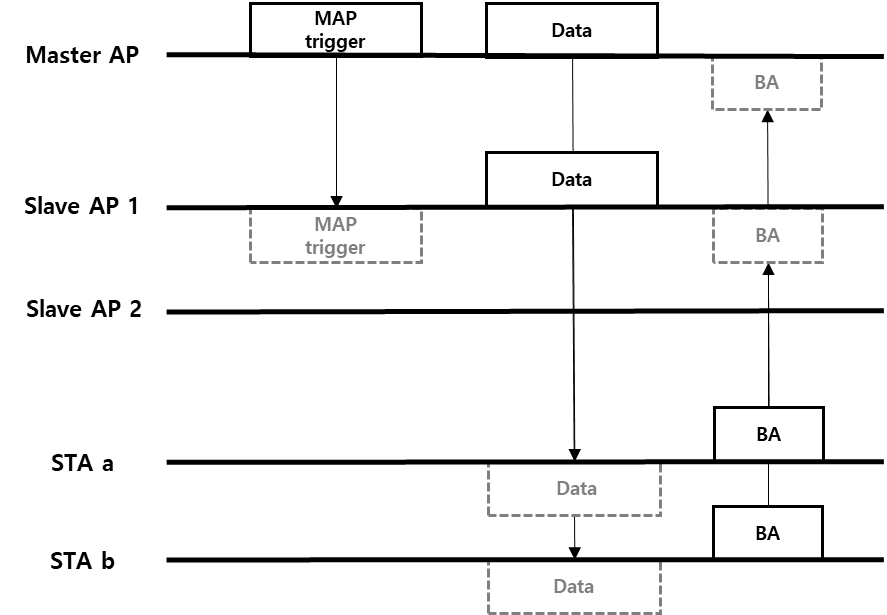 MAP
trigger
Data
Master AP
BA
Data
Slave AP 1
MAP
trigger
BA
Slave AP 2
BA
STA a
Data
BA
STA b
Data